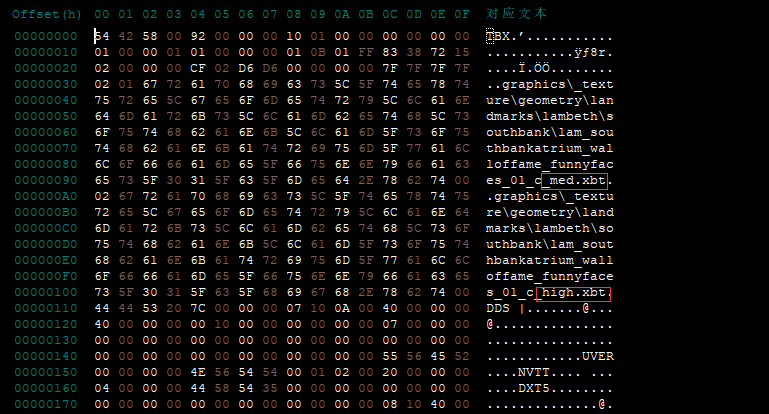 Offset(h) 00 01 02 03 04 05 06 07 08 09 0A 0B 0C 0D 0E 0F 对应文本
00000000 54 42 58 00 92 00 00 00 10 01 00 00 00 00 00 00 TBX.’...........
00000010 01 00 00 00 01 00 00 00 01 0B 01 FF 83 38 72 15 ...........ÿƒ8r.
00000020 02 00 00 00 CF 02 D6 D6 00 00 00 00 7F 7F 7F 7F ....Ï.ÖÖ........
00000030 02 01 67 72 61 70 68 69 63 73 5C 5F 74 65 78 74 ..graphics\_text
00000040 75 72 65 5C 67 65 6F 6D 65 74 72 79 5C 6C 61 6E ure\geometry\lan
00000050 64 6D 61 72 6B 73 5C 6C 61 6D 62 65 74 68 5C 73 dmarks\lambeth\s
00000060 6F 75 74 68 62 61 6E 6B 5C 6C 61 6D 5F 73 6F 75 outhbank\lam_sou
00000070 74 68 62 61 6E 6B 61 74 72 69 75 6D 5F 77 61 6C thbankatrium_wal
00000080 6C 6F 66 66 61 6D 65 5F 66 75 6E 6E 79 66 61 63 loffame_funnyfac
00000090 65 73 5F 30 31 5F 63 5F 6D 65 64 2E 78 62 74 00 es_01_c_med.xbt.
000000A0 02 67 72 61 70 68 69 63 73 5C 5F 74 65 78 74 75 .graphics\_textu
000000B0 72 65 5C 67 65 6F 6D 65 74 72 79 5C 6C 61 6E 64 re\geometry\land
000000C0 6D 61 72 6B 73 5C 6C 61 6D 62 65 74 68 5C 73 6F marks\lambeth\so
000000D0 75 74 68 62 61 6E 6B 5C 6C 61 6D 5F 73 6F 75 74 uthbank\lam_sout
000000E0 68 62 61 6E 6B 61 74 72 69 75 6D 5F 77 61 6C 6C hbankatrium_wall
000000F0 6F 66 66 61 6D 65 5F 66 75 6E 6E 79 66 61 63 65 offame_funnyface
00000100 73 5F 30 31 5F 63 5F 68 69 67 68 2E 78 62 74 00 s_01_c_high.xbt.
00000110 44 44 53 20 7C 00 00 00 07 10 0A 00 40 00 00 00 DDS |.......@...
00000120 40 00 00 00 00 10 00 00 00 00 00 00 07 00 00 00 @...............
00000130 00 00 00 00 00 00 00 00 00 00 00 00 00 00 00 00 ................
00000140 00 00 00 00 00 00 00 00 00 00 00 00 55 56 45 52 ............UVER
00000150 00 00 00 00 4E 56 54 54 00 01 02 00 20 00 00 00 ....NVTT.... ...
00000160 04 00 00 00 44 58 54 35 00 00 00 00 00 00 00 00 ....DXT5........
00000170 00 00 00 00 00 00 00 00 00 00 00 00 08 10 40 00 ..............@.